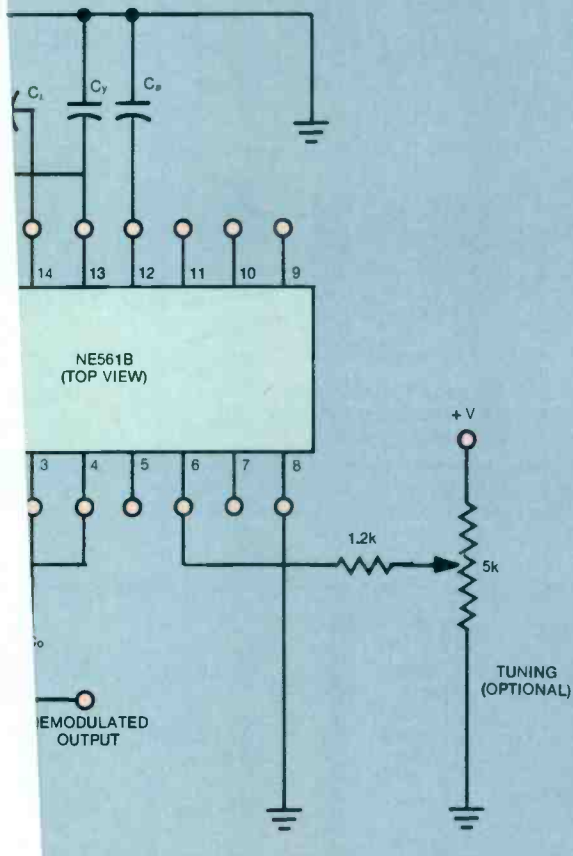 C₁ Cy CB
14 13 12 11 10 9
NE561B
(TOP VIEW)
+V
3 4 5 6 7 8
1.2k
5k
TUNING
(OPTIONAL)
EMODULATED
OUTPUT